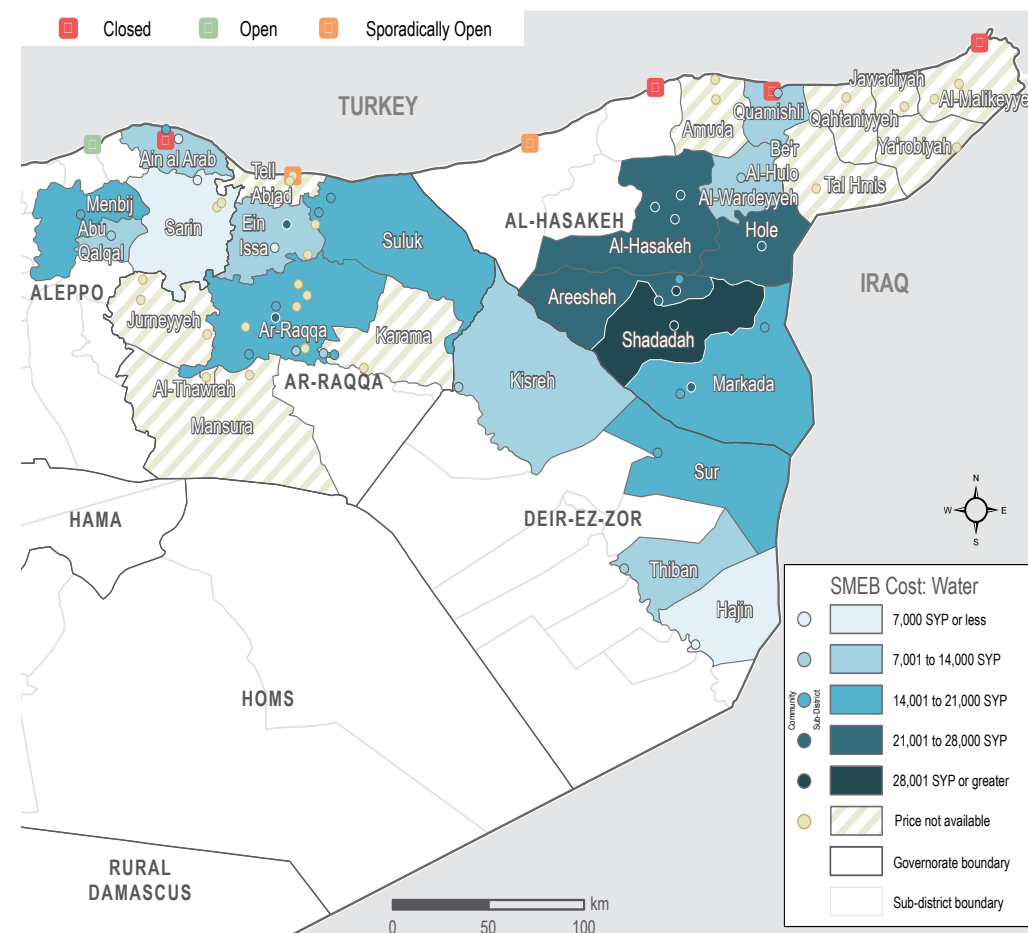 Closed
Open
Sporadically Open
TURKEY
Jawadiyah
Al-Malikeyye
Quamishli
Qahtaniyyeh
Amuda
Ain al Arab
Ya'robiyah
Be'r
Al-Hulo
Al-Wardeyyeh
Tal Hmis
Tell
Abiad
Menbij
Sarin
Ein
Issa
Abu
Qalqal
AL-HASAKEH
Suluk
Al-Hasakeh
Hole
IRAQ
ALEPPO
Areesheh
Jurneyyeh
Ar-Raqqa
Karama
Shadadah
AR-RAQQA
Kisreh
Markada
Al-Thawrah
Mansura
Sur
HAMA
DEIR-EZ-ZOR
N
W
E
S
Thiban
Hajin
HOMS
RURAL
DAMASCUS
SMEB Cost: Water
7,000 SYP or less
7,001 to 14,000 SYP
Community
Sub-District
14,001 to 21,000 SYP
21,001 to 28,000 SYP
28,001 SYP or greater
Price not available
Governorate boundary
Sub-district boundary
km
0
50
100